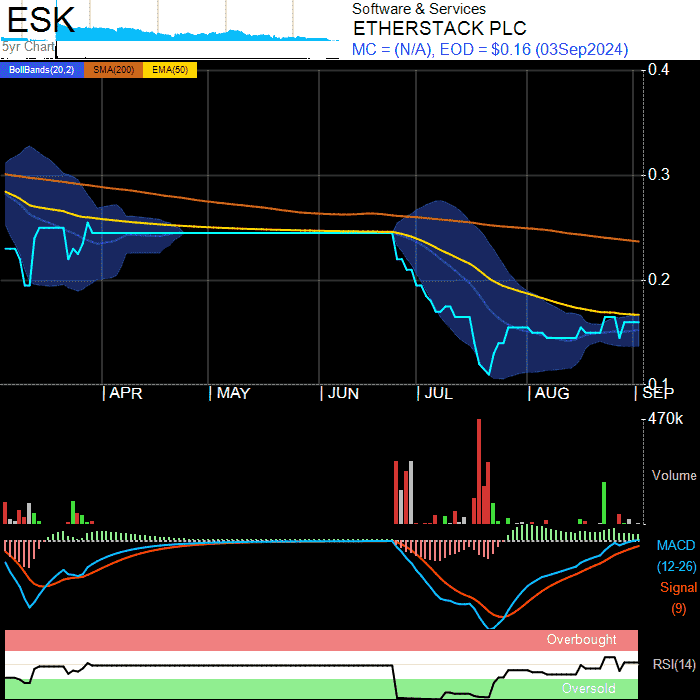 ESK
5yr Chart
Software & Services
ETHERSTACK PLC
MC = (N/A), EOD = $0.16 (03Sep2024)
BollBands(20,2) SMA(200) EMA(50)
0.4
0.3
0.2
0.1
APR MAY JUN JUL AUG SEP
470k
Volume
MACD
(12-26)
Signal
(9)
Overbought
RSI(14)
Oversold